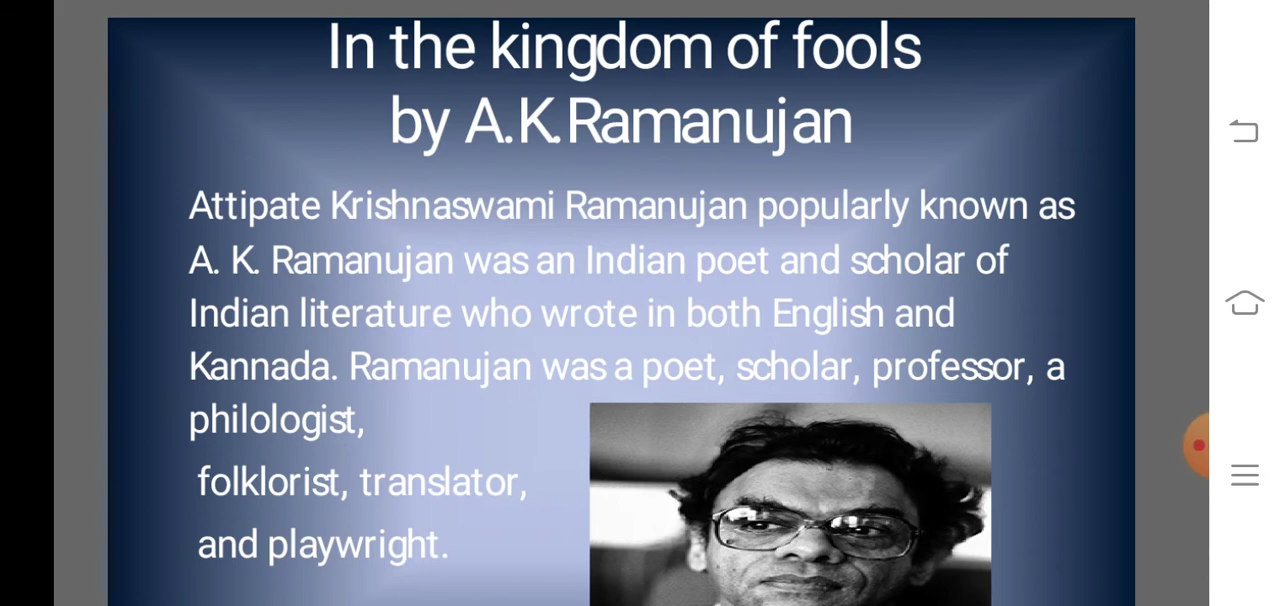 In the kingdom of fools
by A.K.Ramanujan
Attipate Krishnaswami Ramanujan popularly known as
A. K. Ramanujan was an Indian poet and scholar of
Indian literature who wrote in both English and
Kannada. Ramanujan was a poet, scholar, professor, a
philologist,
folklorist, translator,
and playwright.